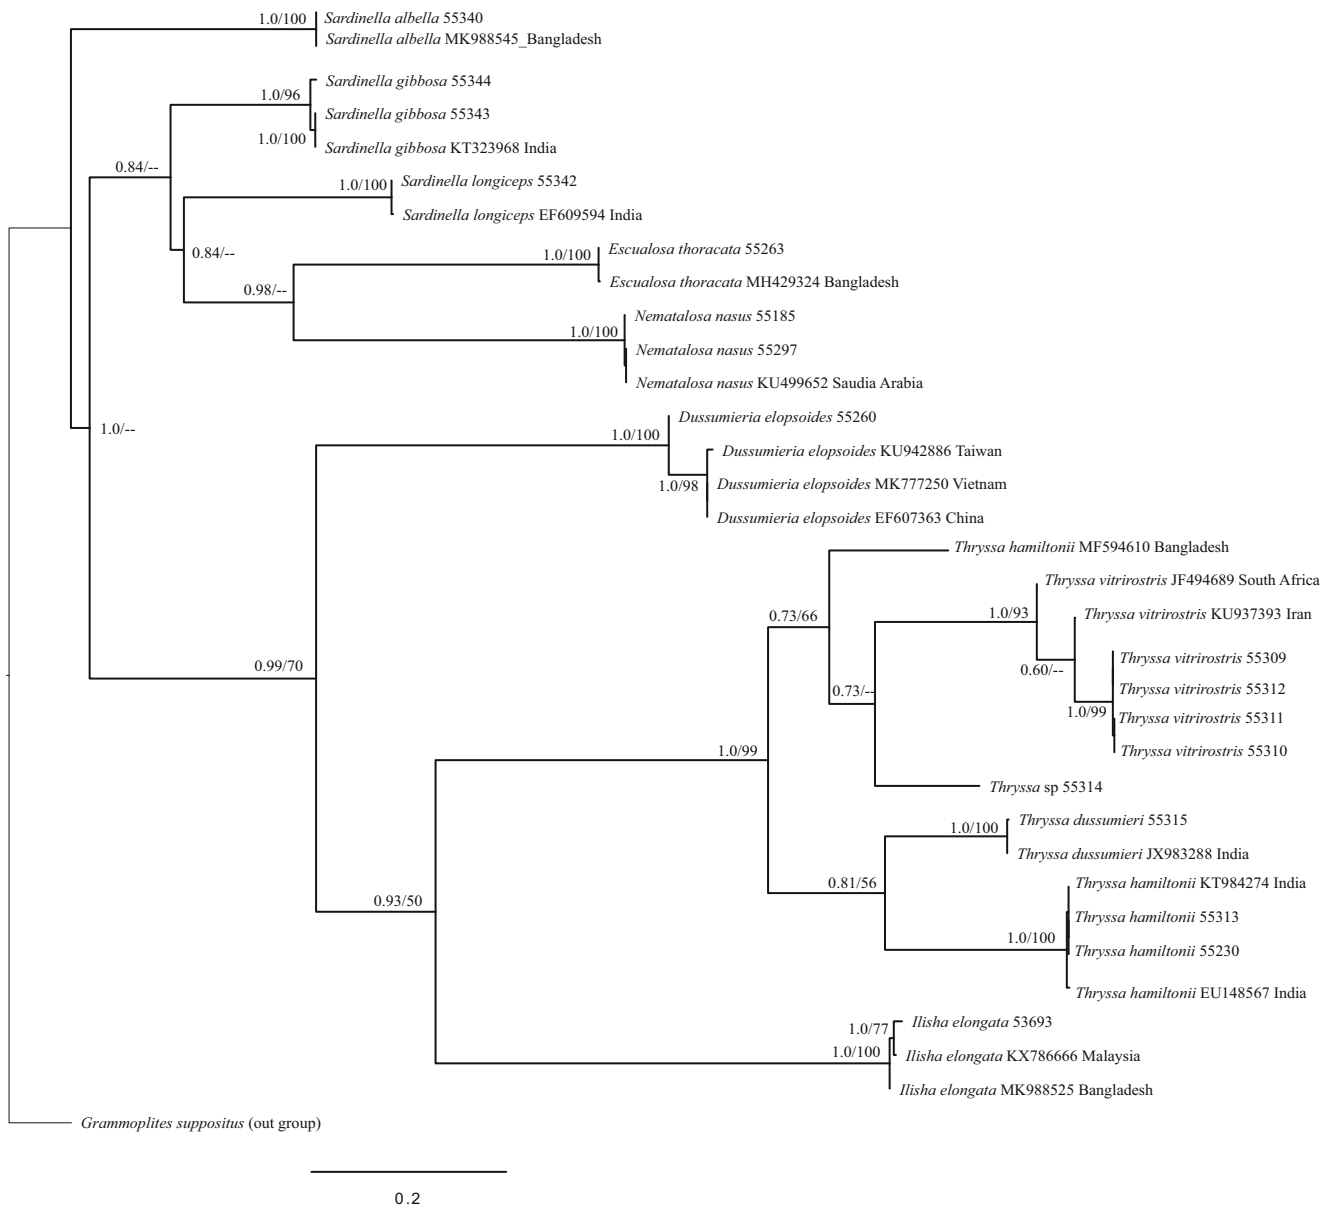 1.0/100
Sardinella albella 55340
Sardinella albella MK988545_Bangladesh
Sardinella gibbosa 55344
1.0/96
Sardinella gibbosa 55343
1.0/100
Sardinella gibbosa KT323968 India
0.84/--
1.0/100
Sardinella longiceps 55342
Sardinella longiceps EF609594 India
0.84/--
1.0/100
Escualosa thoracata 55263
Escualosa thoracata MH429324 Bangladesh
0.98/--
Nematalosa nasus 55185
1.0/100
Nematalosa nasus 55297
Nematalosa nasus KU499652 Saudia Arabia
1.0/--
Dussumieria elopsoides 55260
1.0/100
Dussumieria elopsoides KU942886 Taiwan
1.0/98
Dussumieria elopsoides MK777250 Vietnam
Dussumieria elopsoides EF607363 China
Thryssa hamiltonii MF594610 Bangladesh
Thryssa vitrirostris JF494689 South Africa
0.73/66
1.0/93
Thryssa vitrirostris KU937393 Iran
Thryssa vitrirostris 55309
0.99/70
0.60/--
0.73/--
Thryssa vitrirostris 55312
1.0/99
Thryssa vitrirostris 55311
1.0/99
Thryssa vitrirostris 55310
Thryssa sp 55314
1.0/100
Thryssa dussumieri 55315
Thryssa dussumieri JX983288 India
0.81/56
Thryssa hamiltonii KT984274 India
0.93/50
Thryssa hamiltonii 55313
1.0/100
Thryssa hamiltonii 55230
Thryssa hamiltonii EU148567 India
1.0/77
Ilisha elongata 53693
1.0/100
Ilisha elongata KX786666 Malaysia
Ilisha elongata MK988525 Bangladesh
Grammoplites suppositus (out group)
0.2